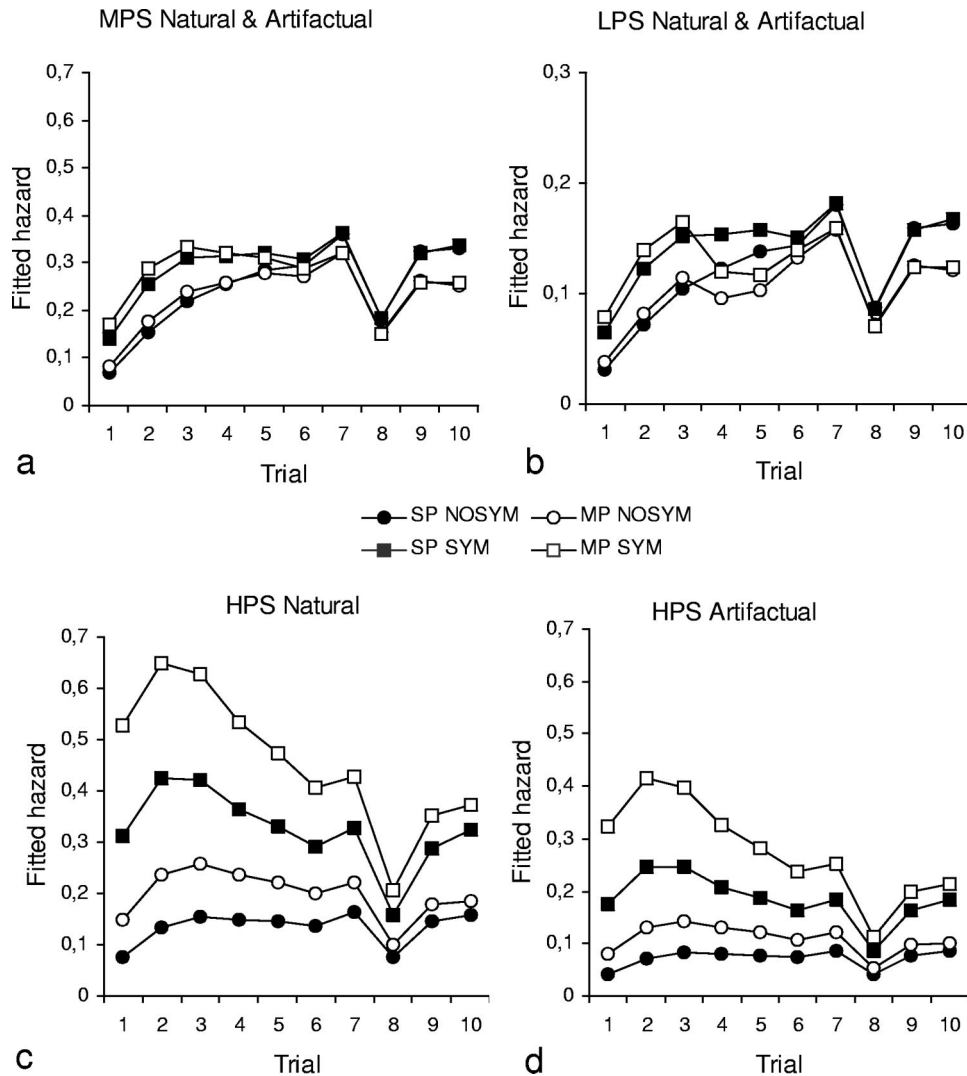 MPS Natural & Artifactual
0,7
0,6
0,5
0,4
0,3
0,2
0,1
0
Fitted hazard
1 2 3 4 5 6 7 8 9 10
Trial
a
LPS Natural & Artifactual
0,3
0,2
0,1
0
Fitted hazard
1 2 3 4 5 6 7 8 9 10
Trial
b
SP NOSYM MP NOSYM
SP SYM MP SYM
HPS Natural
0,7
0,6
0,5
0,4
0,3
0,2
0,1
0
Fitted hazard
1 2 3 4 5 6 7 8 9 10
Trial
c
HPS Artifactual
0,7
0,6
0,5
0,4
0,3
0,2
0,1
0
Fitted hazard
1 2 3 4 5 6 7 8 9 10
Trial
d